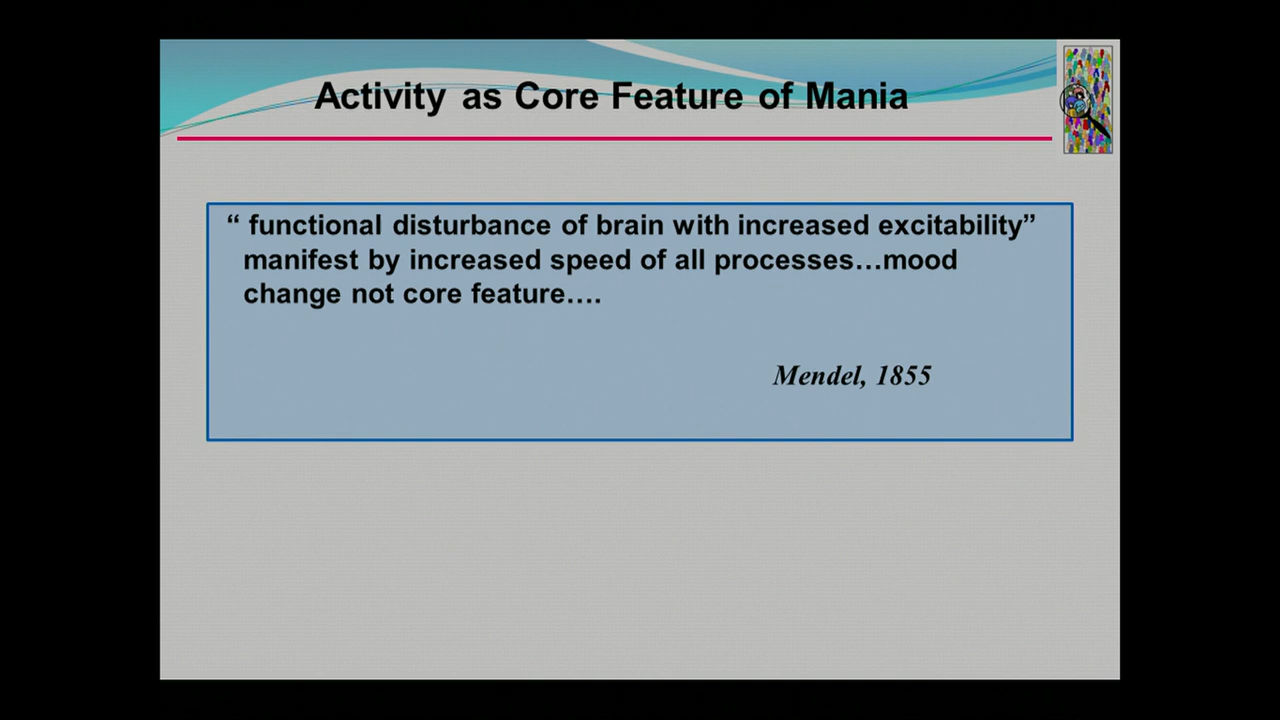 Activity as Core Feature of Mania
“ functional disturbance of brain with increased excitability”
manifest by increased speed of all processes…mood
change not core feature….
Mendel, 1855